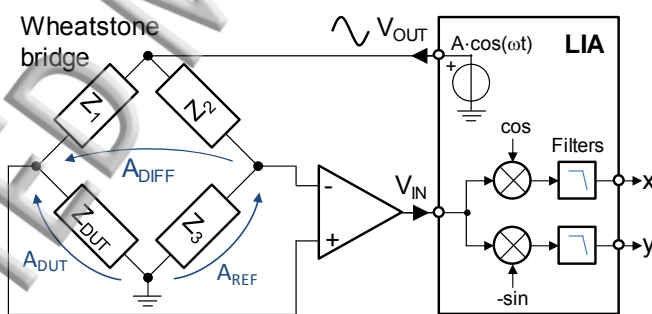 Wheatstone
bridge
V_OUT
A·cos(ωt)
LIA
+
Z_1
Z_2
cos
Filters
A_DIFF
V_IN
x
-
Z_DUT
Z_3
+
y
A_DUT
A_REF
-sin